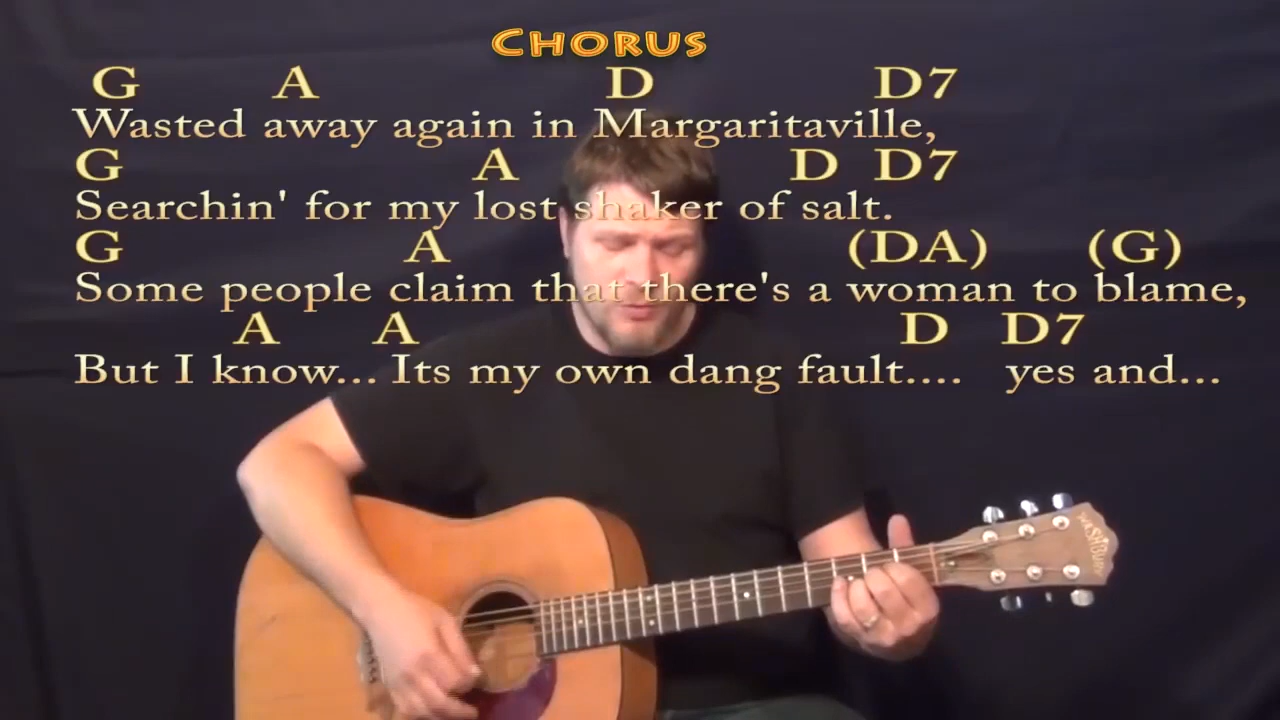 CHORUS
G A D D7
Wasted away again in Margaritaville,
G A D D7
Searchin' for my lost shaker of salt.
G A (DA) (G)
Some people claim that there's a woman to blame,
A A D D7
But I know... Its my own dang fault.... yes and...
WASHBURN